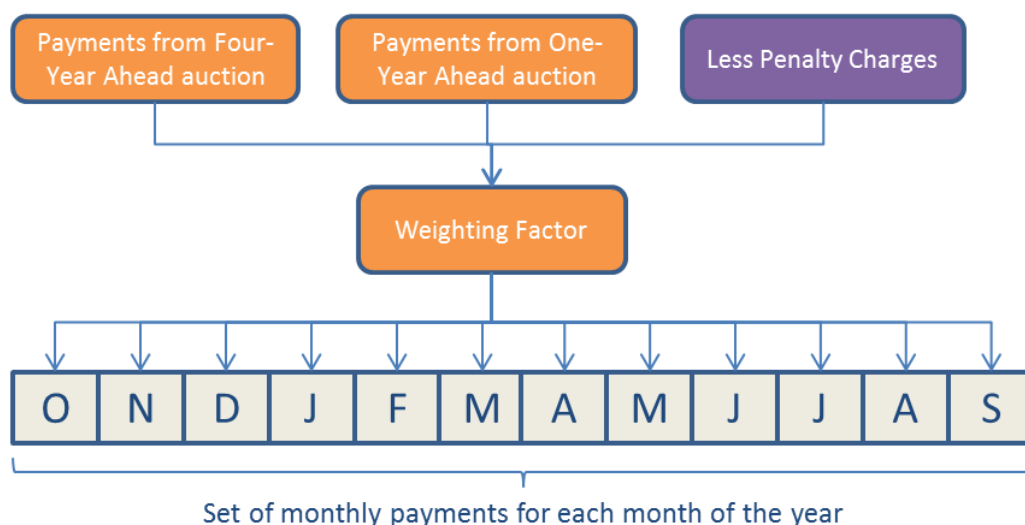 Payments from Four-
Year Ahead auction
Payments from One-
Year Ahead auction
Less Penalty Charges
Weighting Factor
O N D J F M A M J J A S
Set of monthly payments for each month of the year